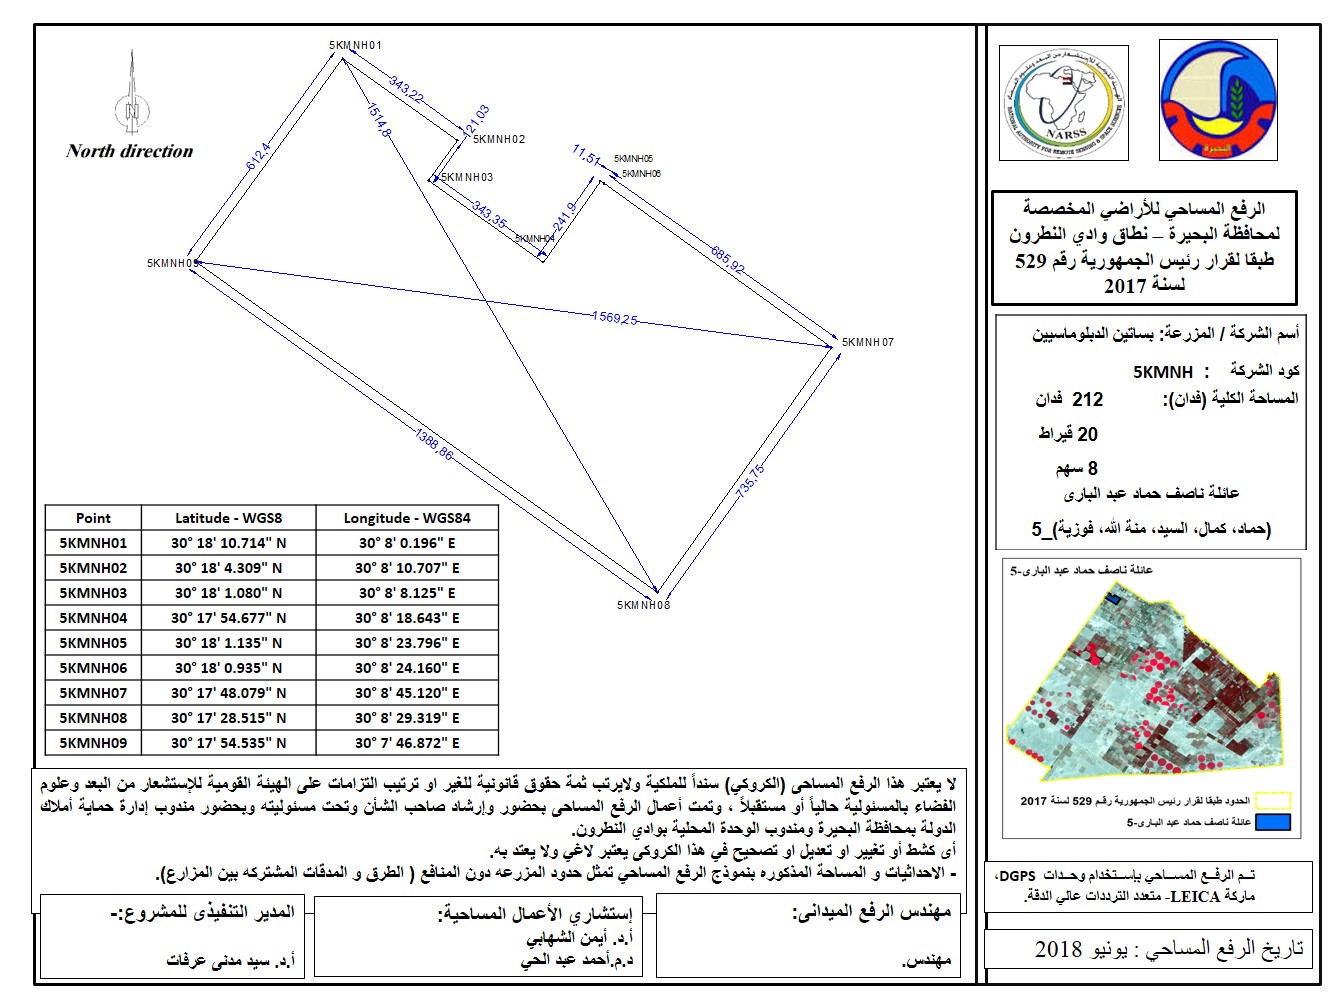 5KMNH01
343,22
121,03
5KMNH02
1514,8
612,4
5KMNH03
11,51
5KMNH05
5KMNH06
343,35
241,9
5KMNH04
685,92
5KMNH09
1569,25
5KMNH07
1388,86
735,75
5KMNH08
N
North direction
Point Latitude - WGS8 Longitude - WGS84
5KMNH01 30° 18' 10.714" N 30° 8' 0.196" E
5KMNH02 30° 18' 4.309" N 30° 8' 10.707" E
5KMNH03 30° 18' 1.080" N 30° 8' 8.125" E
5KMNH04 30° 17' 54.677" N 30° 8' 18.643" E
5KMNH05 30° 18' 1.135" N 30° 8' 23.796" E
5KMNH06 30° 18' 0.935" N 30° 8' 24.160" E
5KMNH07 30° 17' 48.079" N 30° 8' 45.120" E
5KMNH08 30° 17' 28.515" N 30° 8' 29.319" E
5KMNH09 30° 17' 54.535" N 30° 7' 46.872" E
لا يعتبر هذا الرفع المساحى (الكروكي) سنداً للملكية ولايرتب ثمة حقوق قانونية للغير او ترتيب التزامات على الهيئة القومية للإستشعار من البعد وعلوم
الفضاء بالمسئولية حالياً أو مستقبلاً ، وتمت أعمال الرفع المساحى بحضور وإرشاد صاحب الشأن وتحت مسئوليته وبحضور مندوب إدارة حماية أملاك
الدولة بمحافظة البحيرة ومندوب الوحدة المحلية بوادي النطرون.
أى كشط أو تغيير او تعديل او تصحيح في هذا الكروكى يعتبر لاغي ولا يعتد به.
- الاحداثيات و المساحة المذكوره بنموذج الرفع المساحي تمثل حدود المزرعه دون المنافع ( الطرق و المدقات المشتركه بين المزارع).
مهندس الرفع الميدانى:
مهندس.
إستشاري الأعمال المساحية:
أ.د. أيمن الشهابي
د.م.أحمد عبد الحي
المدير التنفيذى للمشروع:-
أ.د. سيد مدنى عرفات
NARSS
NATIONAL AUTHORITY FOR REMOTE SENSING & SPACE SCIENCES
البحيرة
الرفع المساحي للأراضي المخصصة
لمحافظة البحيرة – نطاق وادي النطرون
طبقا لقرار رئيس الجمهورية رقم 529
لسنة 2017
أسم الشركة / المزرعة: بساتين الدبلوماسيين
كود الشركة : 5KMNH
المساحة الكلية (فدان): 212 فدان
20 قيراط
8 سهم
عائلة ناصف حماد عبد البارى
(حماد، كمال، السيد، منة الله، فوزية)_5
عائلة ناصف حماد عبد البارى-5
الحدود طبقا لقرار رئيس الجمهورية رقم 529 لسنة 2017
عائلة ناصف حماد عبد البارى-5
تـم الرفـع المسـاحي بإسـتخدام وحـدات DGPS،
ماركة LEICA- متعدد الترددات عالي الدقة.
تاريخ الرفع المساحي : يونيو 2018